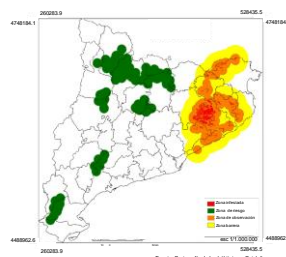 260283.9 528435.5
4748184.1 4748184
Zona infestada
Zona de riesgo
Zona de observación
Zona barrera
4488962.6 esc 1/1.000.000 4488962
260283.9 528435.5